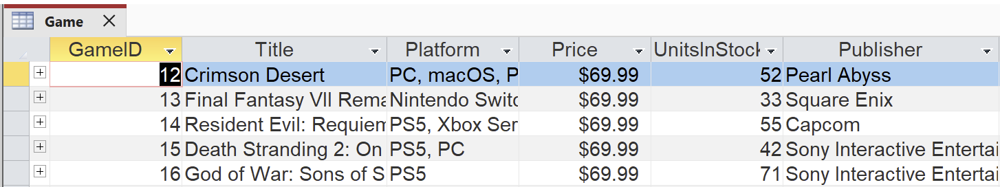 Game
GameID Title Platform Price UnitsInStock Publisher
12 Crimson Desert PC, macOS, P $69.99 52 Pearl Abyss
13 Final Fantasy VII Rema Nintendo Switc $69.99 33 Square Enix
14 Resident Evil: Requiem PS5, Xbox Ser $69.99 55 Capcom
15 Death Stranding 2: On PS5, PC $69.99 42 Sony Interactive Entertai
16 God of War: Sons of S PS5 $69.99 71 Sony Interactive Entertai